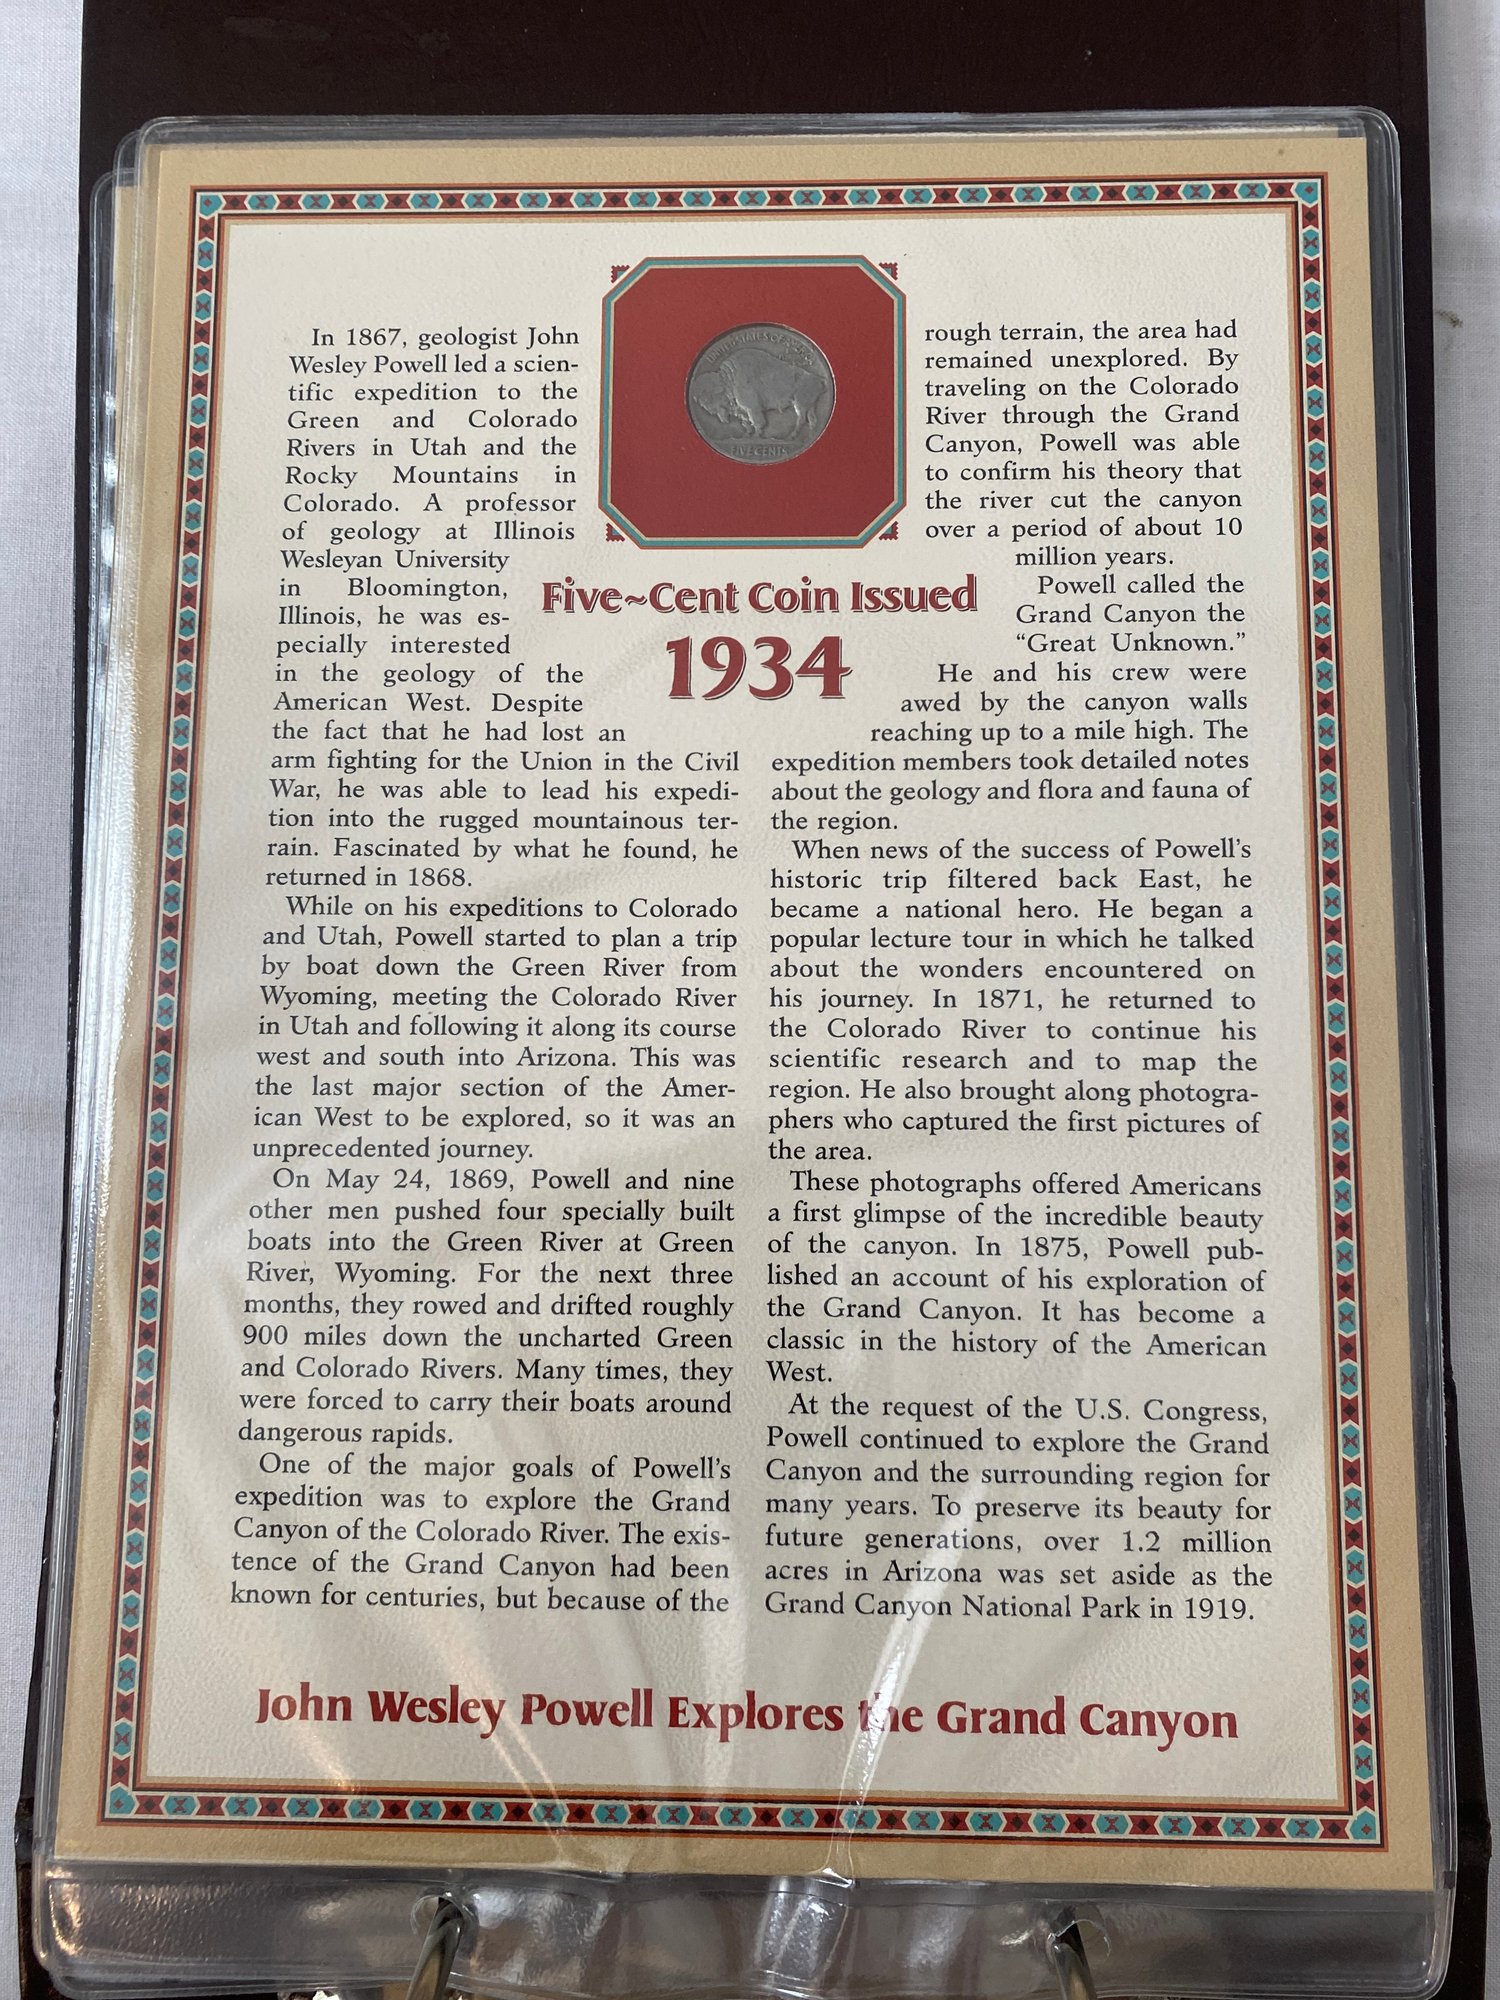 UNITED STATES OF AMERICA
FIVE CENTS
Five~Cent Coin Issued
1934
In 1867, geologist John
Wesley Powell led a scien-
tific expedition to the
Green and Colorado
Rivers in Utah and the
Rocky Mountains in
Colorado. A professor
of geology at Illinois
Wesleyan University
in Bloomington,
Illinois, he was es-
pecially interested
in the geology of the
American West. Despite
the fact that he had lost an
arm fighting for the Union in the Civil
War, he was able to lead his expedi-
tion into the rugged mountainous ter-
rain. Fascinated by what he found, he
returned in 1868.
While on his expeditions to Colorado
and Utah, Powell started to plan a trip
by boat down the Green River from
Wyoming, meeting the Colorado River
in Utah and following it along its course
west and south into Arizona. This was
the last major section of the Amer-
ican West to be explored, so it was an
unprecedented journey.
On May 24, 1869, Powell and nine
other men pushed four specially built
boats into the Green River at Green
River, Wyoming. For the next three
months, they rowed and drifted roughly
900 miles down the uncharted Green
and Colorado Rivers. Many times, they
were forced to carry their boats around
dangerous rapids.
One of the major goals of Powell's
expedition was to explore the Grand
Canyon of the Colorado River. The exis-
tence of the Grand Canyon had been
known for centuries, but because of the
rough terrain, the area had
remained unexplored. By
traveling on the Colorado
River through the Grand
Canyon, Powell was able
to confirm his theory that
the river cut the canyon
over a period of about 10
million years.
Powell called the
Grand Canyon the
“Great Unknown.”
He and his crew were
awed by the canyon walls
reaching up to a mile high. The
expedition members took detailed notes
about the geology and flora and fauna of
the region.
When news of the success of Powell's
historic trip filtered back East, he
became a national hero. He began a
popular lecture tour in which he talked
about the wonders encountered on
his journey. In 1871, he returned to
the Colorado River to continue his
scientific research and to map the
region. He also brought along photogra-
phers who captured the first pictures of
the area.
These photographs offered Americans
a first glimpse of the incredible beauty
of the canyon. In 1875, Powell pub-
lished an account of his exploration of
the Grand Canyon. It has become a
classic in the history of the American
West.
At the request of the U.S. Congress,
Powell continued to explore the Grand
Canyon and the surrounding region for
many years. To preserve its beauty for
future generations, over 1.2 million
acres in Arizona was set aside as the
Grand Canyon National Park in 1919.
John Wesley Powell Explores the Grand Canyon